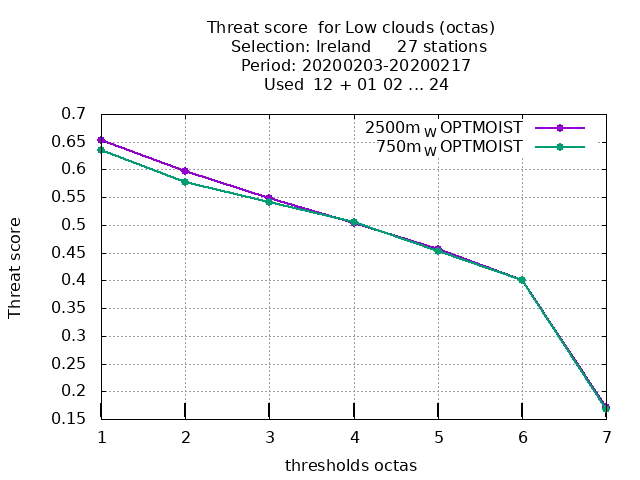 Threat score for Low clouds (octas)
Selection: Ireland 27 stations
Period: 20200203-20200217
Used 12 + 01 02 ... 24
2500m W OPTMOIST
750m W OPTMOIST
0.7
0.65
0.6
0.55
0.5
0.45
0.4
0.35
0.3
0.25
0.2
0.15
Threat score
1 2 3 4 5 6 7
thresholds octas